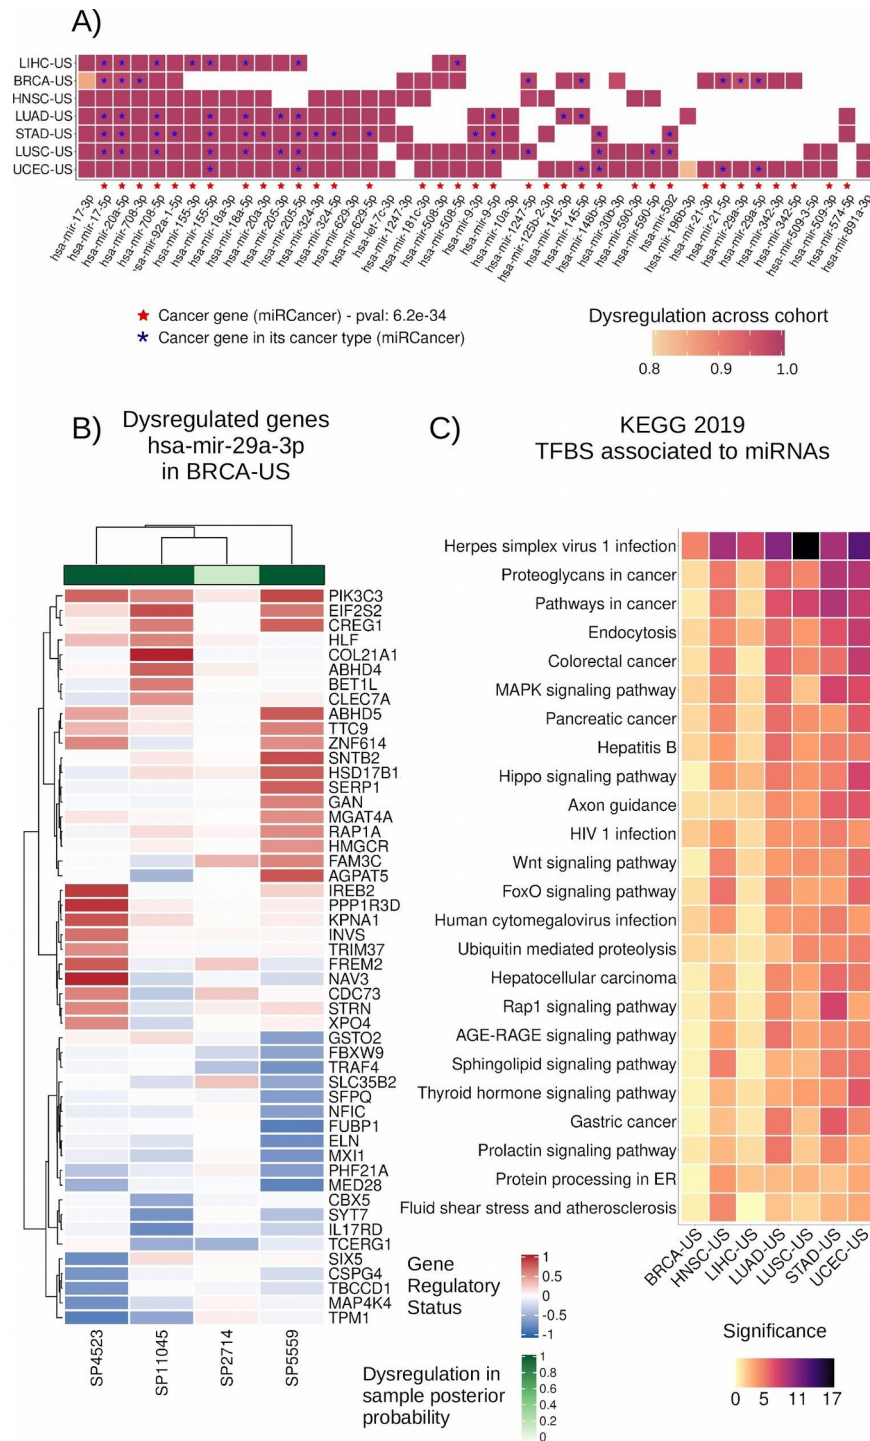 A)
LIHC-US
BRCA-US
HNSC-US
LUAD-US
STAD-US
LUSC-US
UCEC-US
hsa-mir-17-3p
hsa-mir-17-5p
hsa-mir-20a-5p
hsa-mir-708-3p
hsa-mir-708-5p
hsa-mir-92a-1-5p
hsa-mir-155-3p
hsa-mir-155-5p
hsa-mir-18a-3p
hsa-mir-18a-5p
hsa-mir-20a-3p
hsa-mir-205-3p
hsa-mir-205-5p
hsa-mir-324-3p
hsa-mir-324-5p
hsa-mir-629-3p
hsa-mir-629-5p
hsa-let-7c-3p
hsa-mir-1247-3p
hsa-mir-181c-3p
hsa-mir-508-3p
hsa-mir-508-5p
hsa-mir-9-3p
hsa-mir-9-5p
hsa-mir-10a-3p
hsa-mir-1247-5p
hsa-mir-125b-2-3p
hsa-mir-145-3p
hsa-mir-145-5p
hsa-mir-148b-5p
hsa-mir-30b-3p
hsa-mir-590-3p
hsa-mir-590-5p
hsa-mir-592
hsa-mir-196b-3p
hsa-mir-21-3p
hsa-mir-21-5p
hsa-mir-29a-3p
hsa-mir-29a-5p
hsa-mir-342-3p
hsa-mir-342-5p
hsa-mir-509-3-5p
hsa-mir-509-3p
hsa-mir-574-5p
hsa-mir-891a-3p
Cancer gene (miRCancer) - pval: 6.2e-34
Cancer gene in its cancer type (miRCancer)
Dysregulation across cohort
0.8 0.9 1.0
B)
Dysregulated genes
hsa-mir-29a-3p
in BRCA-US
PIK3C3
EIF2S2
CREG1
HLF
COL21A1
ABHD4
BET1L
CLEC7A
ABHD5
TTC9
ZNF614
SNTB2
HSD17B1
SERP1
GAN
MGAT4A
RAP1A
HMGCR
FAM3C
AGPAT5
IREB2
PPP1R3D
KPNA1
INVS
TRIM37
FREM2
NAV3
CDC73
STRN
XPO4
GSTO2
FBXW9
TRAF4
SLC35B2
SFPQ
NFIC
FUBP1
ELN
MXI1
PHF21A
MED28
CBX5
SYT7
IL17RD
TCERG1
SIX5
CSPG4
TBCCD1
MAP4K4
TPM1
SP4523
SP11045
SP2714
SP5559
Gene
Regulatory
Status
1
0.5
0
-0.5
-1
Dysregulation in
sample posterior
probability
1
0.8
0.6
0.4
0.2
0
C)
KEGG 2019
TFBS associated to miRNAs
Herpes simplex virus 1 infection
Proteoglycans in cancer
Pathways in cancer
Endocytosis
Colorectal cancer
MAPK signaling pathway
Pancreatic cancer
Hepatitis B
Hippo signaling pathway
Axon guidance
HIV 1 infection
Wnt signaling pathway
FoxO signaling pathway
Human cytomegalovirus infection
Ubiquitin mediated proteolysis
Hepatocellular carcinoma
Rap1 signaling pathway
AGE-RAGE signaling pathway
Sphingolipid signaling pathway
Thyroid hormone signaling pathway
Gastric cancer
Prolactin signaling pathway
Protein processing in ER
Fluid shear stress and atherosclerosis
BRCA-US
HNSC-US
LIHC-US
LUAD-US
LUSC-US
STAD-US
UCEC-US
Significance
0 5 11 17